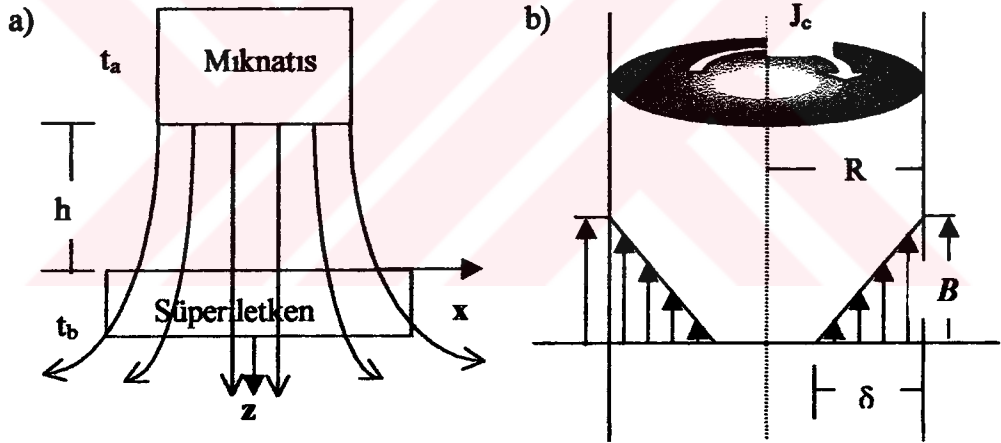 a)
t_a
Mıknatıs
h
Süperiletken
x
t_b
z
b)
J_c
R
B
δ